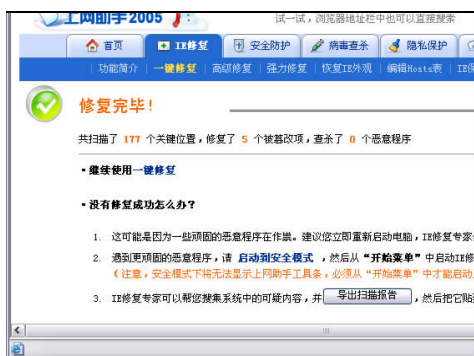 上网助手2005
试一试，浏览器地址栏中也可以直接搜索
首页 IE修复 安全防护 病毒查杀 隐私保护
功能简介 | 一键修复 | 高级修复 | 强力修复 | 恢复IE外观 | 编辑Hosts表 | IE保
修复完毕！
共扫描了 177 个关键位置，修复了 5 个被篡改项，查杀了 0 个恶意程序
·继续使用一键修复
·没有修复成功怎么办?
1. 这可能是因为一些顽固的恶意程序在作祟。建议您立即重新启动电脑，IE修复专家
2. 遇到更顽固的恶意程序，请 启动到安全模式 ，然后从“开始菜单”中启动IE修
（注意，安全模式下将无法显示上网助手工具条，必须从“开始菜单”中才能启动
3. IE修复专家可以帮您搜集系统中的可疑内容，并 导出扫描报告 ，然后把它贴